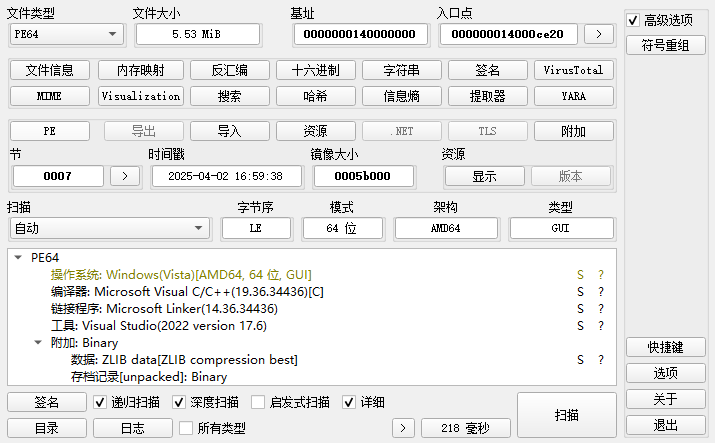 文件类型 文件大小 基址 入口点 高级选项
PE64 5.53 MiB 0000000140000000 000000014000ce20 > 符号重组
文件信息 内存映射 反汇编 十六进制 字符串 签名 VirusTotal
MIME Visualization 搜索 哈希 信息熵 提取器 YARA
PE 导出 导入 资源 .NET TLS 附加
节 时间戳 镜像大小 资源
0007 > 2025-04-02 16:59:38 0005b000 显示 版本
扫描 字节序 模式 架构 类型
自动 LE 64 位 AMD64 GUI
PE64
操作系统: Windows(Vista)[AMD64, 64 位, GUI] S ?
编译器: Microsoft Visual C/C++(19.36.34436)[C] S ?
链接程序: Microsoft Linker(14.36.34436) S ?
工具: Visual Studio(2022 version 17.6) S ?
附加: Binary
数据: ZLIB data[ZLIB compression best] S ?
存档记录[unpacked]: Binary
快捷键
选项
签名 递归扫描 深度扫描 启发式扫描 详细 扫描 关于
目录 日志 所有类型 > 218 毫秒 退出